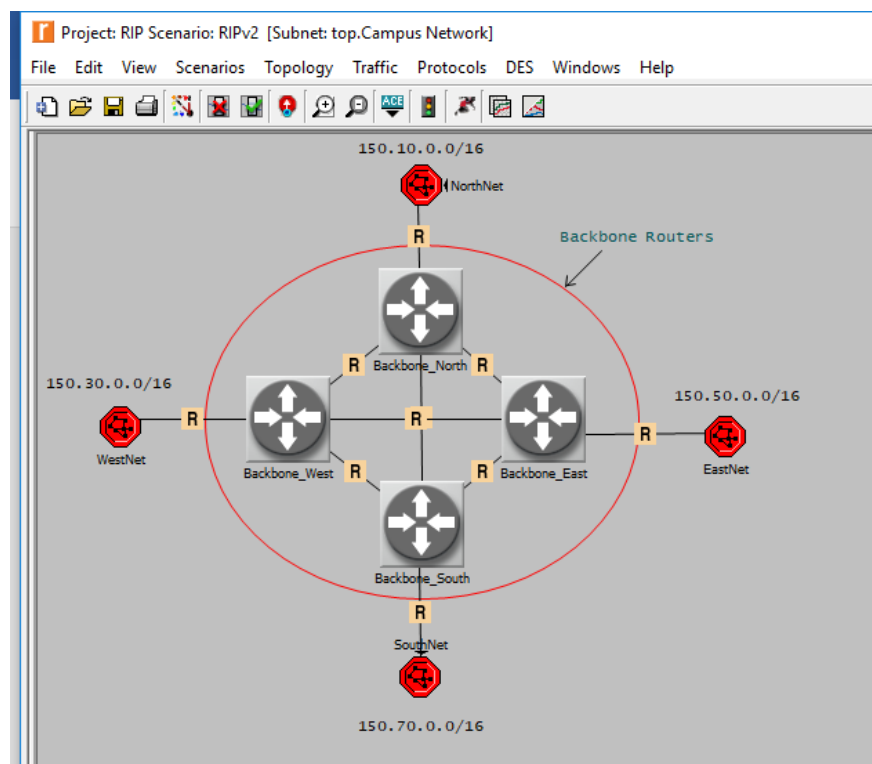 Project: RIP Scenario: RIPv2 [Subnet: top.Campus Network]
File Edit View Scenarios Topology Traffic Protocols DES Windows Help
ACE
150.10.0.0/16
NorthNet
R
Backbone Routers
Backbone_North
R
R
150.30.0.0/16
150.50.0.0/16
R
R
R
WestNet
Backbone_West
Backbone_East
EastNet
R
R
Backbone_South
R
SouthNet
150.70.0.0/16